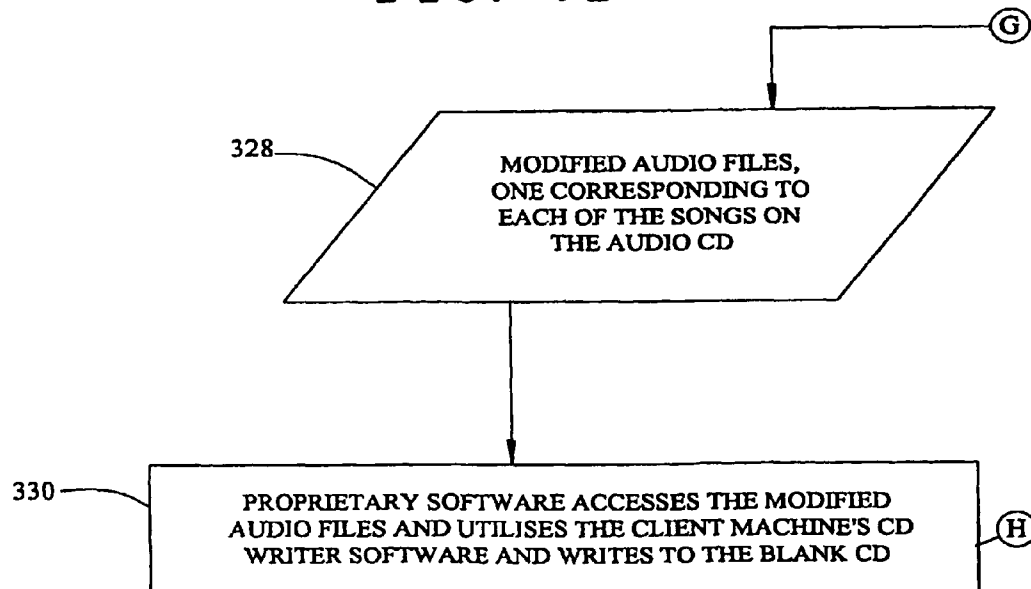 G
328
MODIFIED AUDIO FILES,
ONE CORRESPONDING TO
EACH OF THE SONGS ON
THE AUDIO CD
330
PROPRIETARY SOFTWARE ACCESSES THE MODIFIED
AUDIO FILES AND UTILISES THE CLIENT MACHINE'S CD
WRITER SOFTWARE AND WRITES TO THE BLANK CD
H